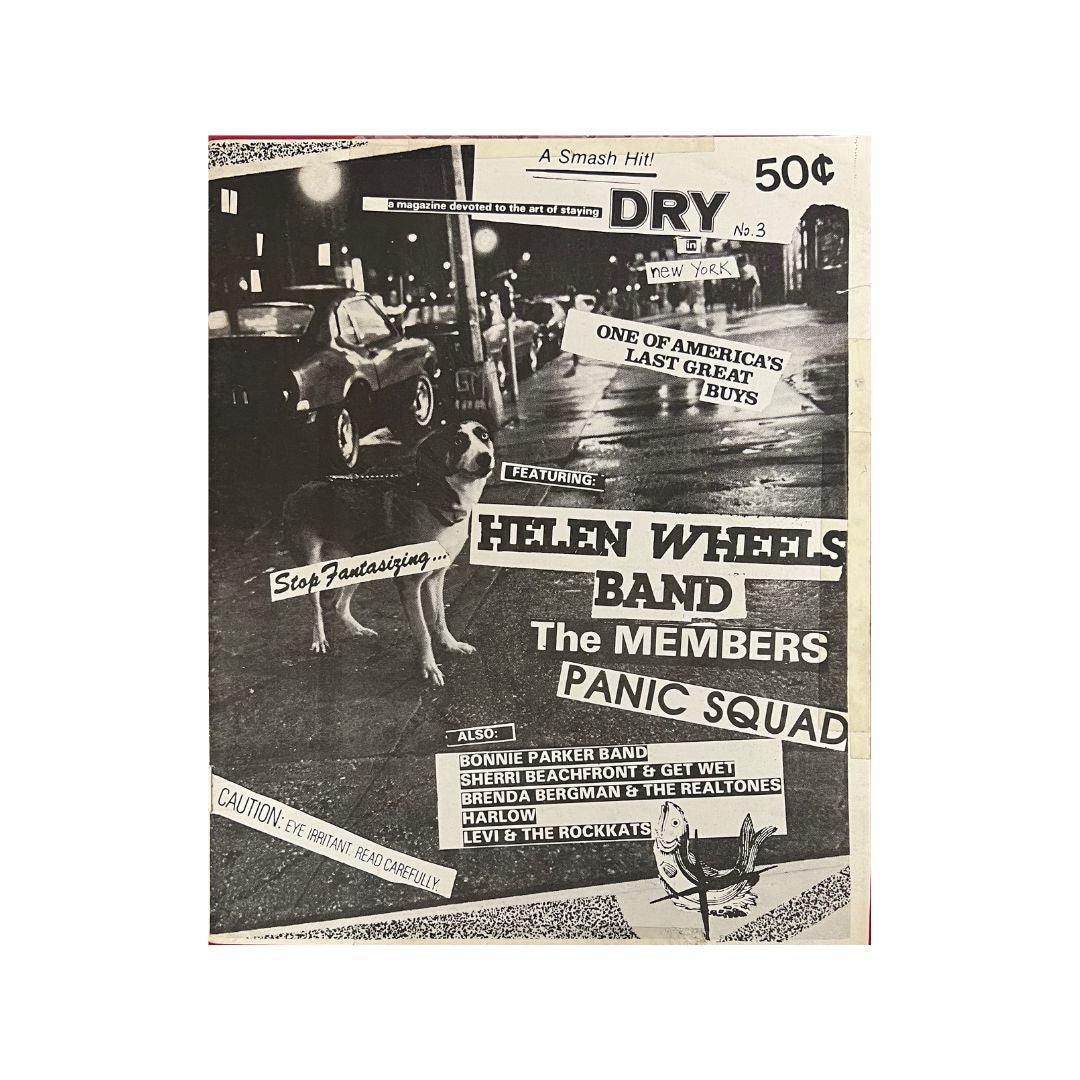 A Smash Hit!
50¢
a magazine devoted to the art of staying DRY No.3
in
new YORK
ONE OF AMERICA'S
LAST GREAT
BUYS
FEATURING:
HELEN WHEELS
BAND
Stop Fantasizing...
The MEMBERS
PANIC SQUAD
ALSO:
BONNIE PARKER BAND
SHERRI BEACHFRONT & GET WET
BRENDA BERGMAN & THE REALTONES
HARLOW
LEVI & THE ROCKKATS
CAUTION: EYE IRRITANT. READ CAREFULLY.